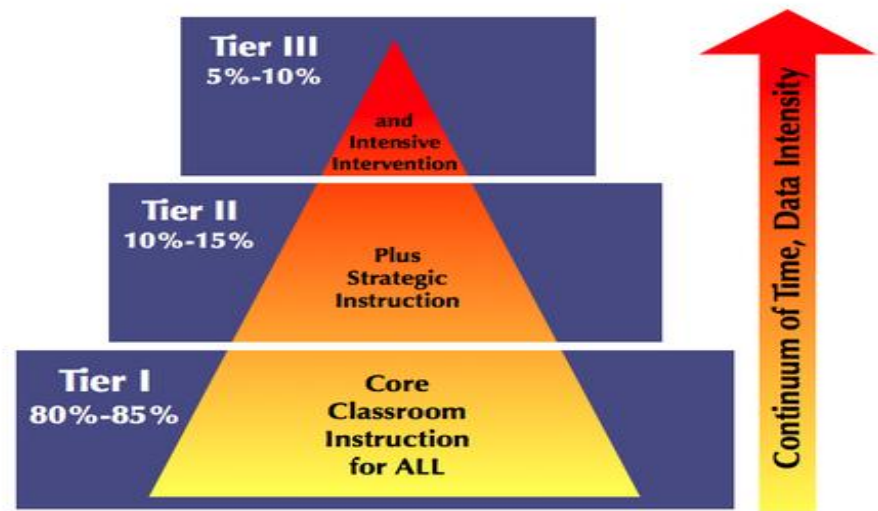 Tier III
5%-10%
and
Intensive
Intervention
Tier II
10%-15%
Plus
Strategic
Instruction
Tier I
80%-85%
Core
Classroom
Instruction
for ALL
Continuum of Time, Data Intensity